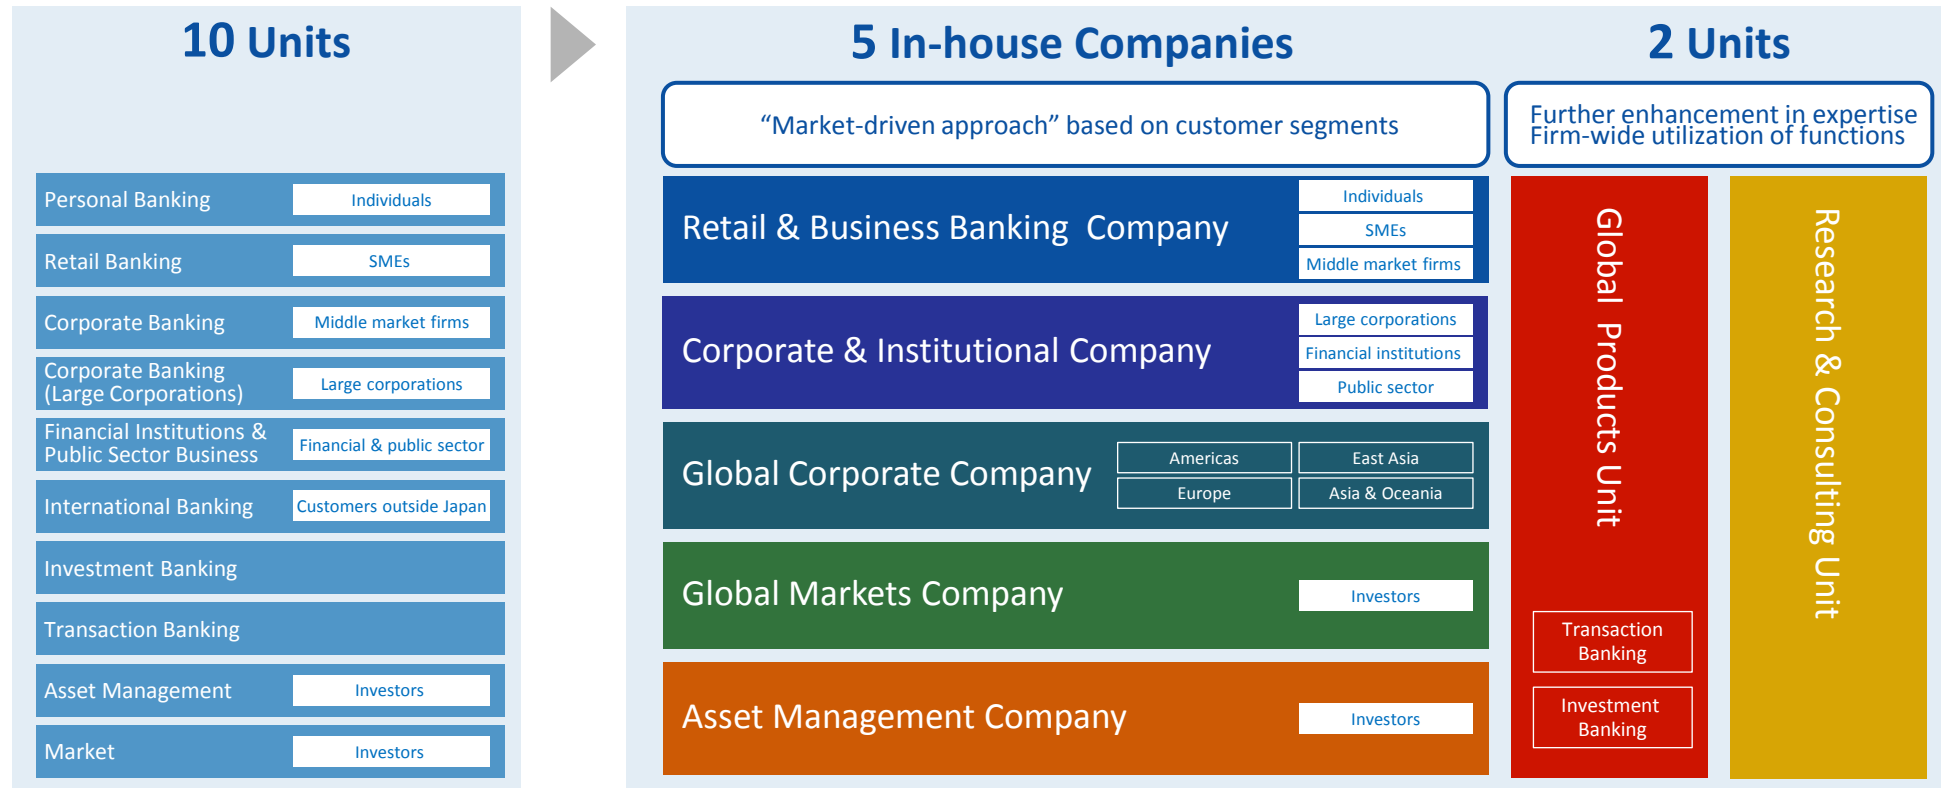 10 Units
Personal Banking
Individuals
Retail Banking
SMEs
Corporate Banking
Middle market firms
Corporate Banking
(Large Corporations)
Large corporations
Financial Institutions &
Public Sector Business
Financial & public sector
International Banking
Customers outside Japan
Investment Banking
Transaction Banking
Asset Management
Investors
Market
Investors
5 In-house Companies
“Market-driven approach” based on customer segments
Retail & Business Banking Company
Individuals
SMEs
Middle market firms
Corporate & Institutional Company
Large corporations
Financial institutions
Public sector
Global Corporate Company
Americas
East Asia
Europe
Asia & Oceania
Global Markets Company
Investors
Asset Management Company
Investors
2 Units
Further enhancement in expertise
Firm-wide utilization of functions
Global Products Unit
Transaction
Banking
Investment
Banking
Research & Consulting Unit